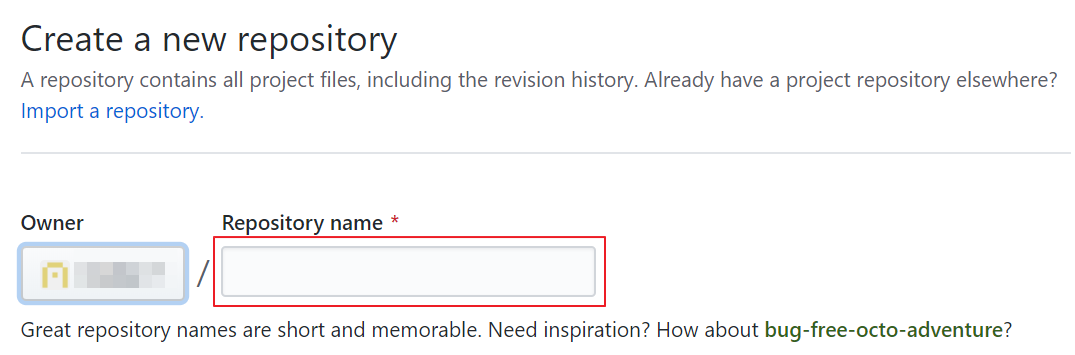 Create a new repository
A repository contains all project files, including the revision history. Already have a project repository elsewhere?
Import a repository.
Owner
Repository name *
/
Great repository names are short and memorable. Need inspiration? How about bug-free-octo-adventure?